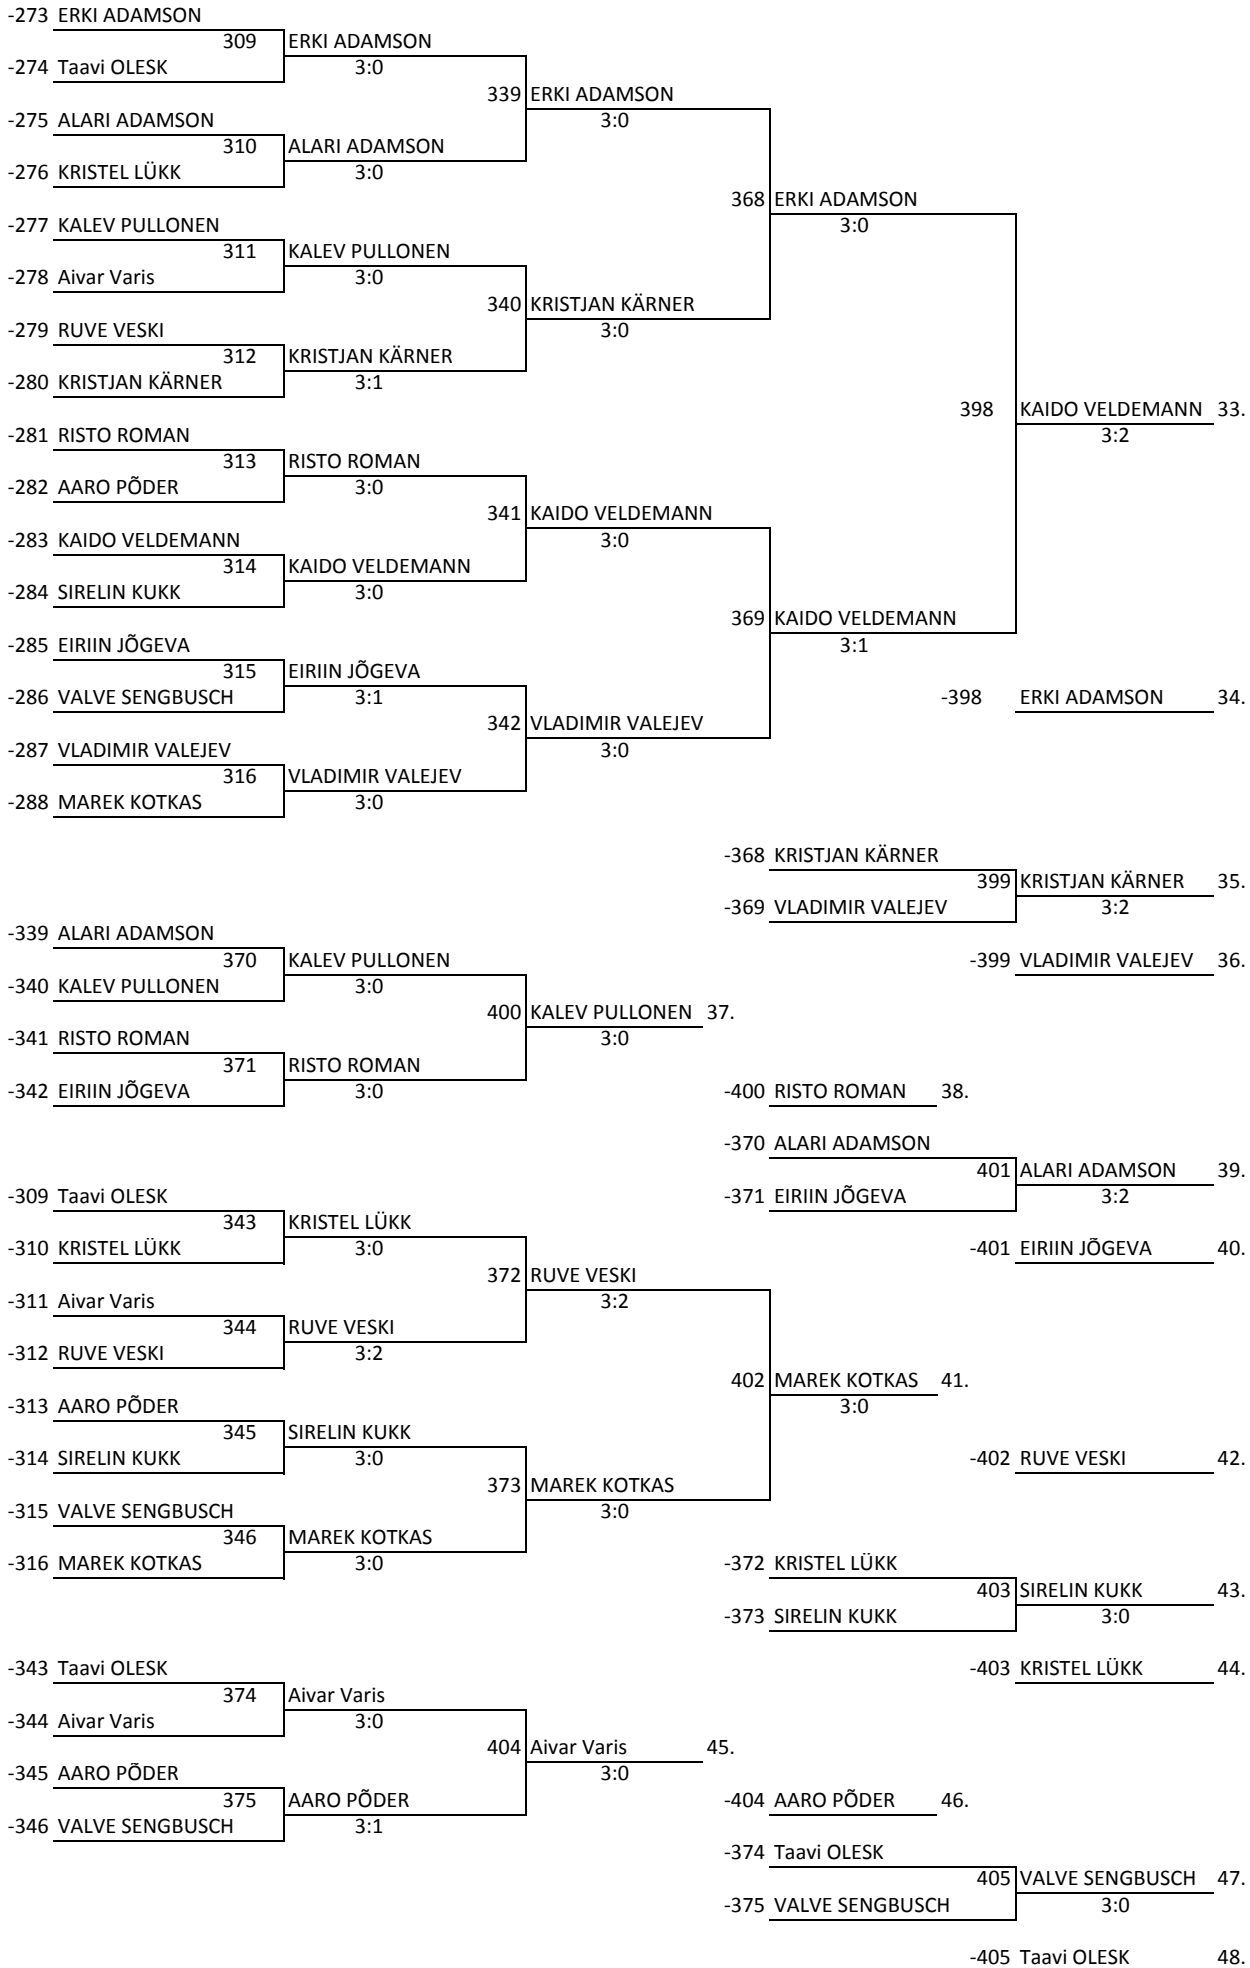 -273 ERKI ADAMSON
309 ERKI ADAMSON
-274 Taavi OLESK 3:0
339 ERKI ADAMSON
-275 ALARI ADAMSON 3:0
310 ALARI ADAMSON
-276 KRISTEL LÜKK 3:0
368 ERKI ADAMSON
-277 KALEV PULLONEN 3:0
311 KALEV PULLONEN
-278 Aivar Varis 3:0
340 KRISTJAN KÄRNER
-279 RUVE VESKI 3:0
312 KRISTJAN KÄRNER
-280 KRISTJAN KÄRNER 3:1
398 KAIDO VELDEMANN 33.
-281 RISTO ROMAN 3:2
313 RISTO ROMAN
-282 AARO PÕDER 3:0
341 KAIDO VELDEMANN
-283 KAIDO VELDEMANN 3:0
314 KAIDO VELDEMANN
-284 SIRELIN KUKK 3:0
369 KAIDO VELDEMANN
-285 EIRIIN JÕGEVA 3:1
315 EIRIIN JÕGEVA
-286 VALVE SENGBUSCH 3:1 -398 ERKI ADAMSON 34.
342 VLADIMIR VALEJEV
-287 VLADIMIR VALEJEV 3:0
316 VLADIMIR VALEJEV
-288 MAREK KOTKAS 3:0
-368 KRISTJAN KÄRNER
399 KRISTJAN KÄRNER 35.
-369 VLADIMIR VALEJEV 3:2
-339 ALARI ADAMSON
370 KALEV PULLONEN -399 VLADIMIR VALEJEV 36.
-340 KALEV PULLONEN 3:0
400 KALEV PULLONEN 37.
-341 RISTO ROMAN 3:0
371 RISTO ROMAN
-342 EIRIIN JÕGEVA 3:0 -400 RISTO ROMAN 38.
-370 ALARI ADAMSON
401 ALARI ADAMSON 39.
-309 Taavi OLESK -371 EIRIIN JÕGEVA 3:2
343 KRISTEL LÜKK
-310 KRISTEL LÜKK 3:0 -401 EIRIIN JÕGEVA 40.
372 RUVE VESKI
-311 Aivar Varis 3:2
344 RUVE VESKI
-312 RUVE VESKI 3:2
402 MAREK KOTKAS 41.
-313 AARO PÕDER 3:0
345 SIRELIN KUKK
-314 SIRELIN KUKK 3:0 -402 RUVE VESKI 42.
373 MAREK KOTKAS
-315 VALVE SENGBUSCH 3:0
346 MAREK KOTKAS
-316 MAREK KOTKAS 3:0 -372 KRISTEL LÜKK
403 SIRELIN KUKK 43.
-373 SIRELIN KUKK 3:0
-343 Taavi OLESK -403 KRISTEL LÜKK 44.
374 Aivar Varis
-344 Aivar Varis 3:0
404 Aivar Varis 45.
-345 AARO PÕDER 3:0
375 AARO PÕDER -404 AARO PÕDER 46.
-346 VALVE SENGBUSCH 3:1
-374 Taavi OLESK
405 VALVE SENGBUSCH 47.
-375 VALVE SENGBUSCH 3:0
-405 Taavi OLESK 48.